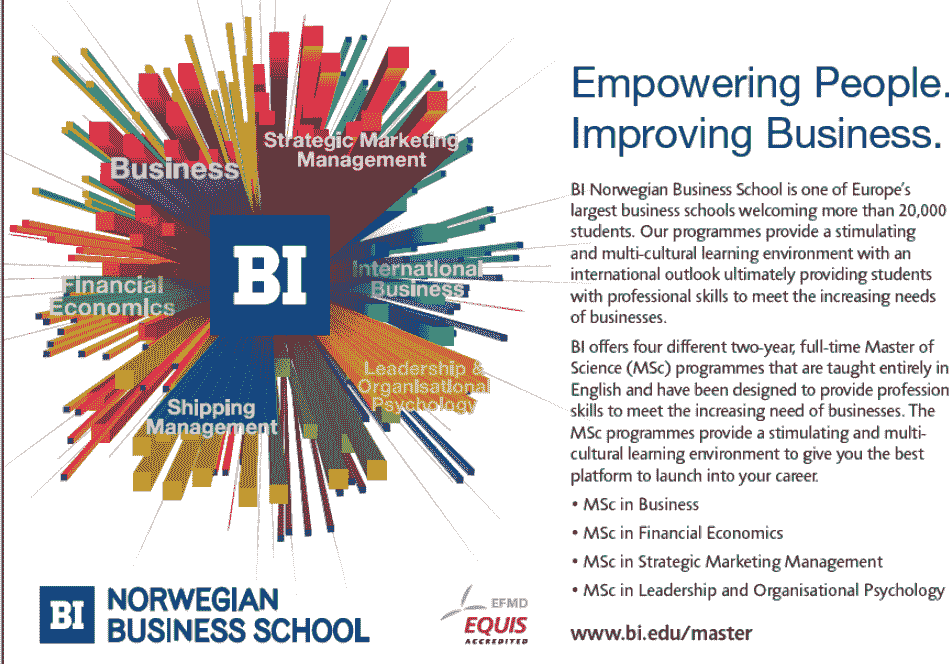 Empowering People.
Improving Business.
Strategic Marketing
Management
Business
BI
International
Business
Financial
Economics
Leadership &
Organisational
Psychology
Shipping
Management
BI Norwegian Business School is one of Europe's
largest business schools welcoming more than 20,000
students. Our programmes provide a stimulating
and multi-cultural learning environment with an
international outlook ultimately providing students
with professional skills to meet the increasing needs
of businesses.
BI offers four different two-year, full-time Master of
Science (MSc) programmes that are taught entirely in
English and have been designed to provide profession
skills to meet the increasing need of businesses. The
MSc programmes provide a stimulating and multi-
cultural learning environment to give you the best
platform to launch into your career.
• MSc in Business
• MSc in Financial Economics
• MSc in Strategic Marketing Management
• MSc in Leadership and Organisational Psychology
www.bi.edu/master
BI NORWEGIAN
BUSINESS SCHOOL
EFMD
EQUIS
ACCREDITED